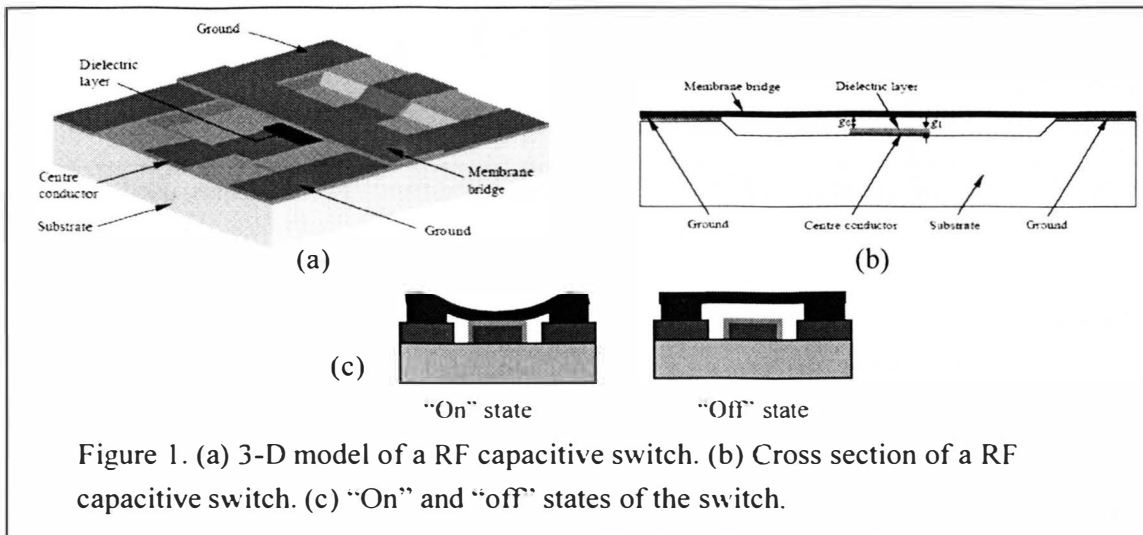 Ground
Dielectric
layer
Centre
conductor
Substrate
Membrane
bridge
Ground
(a)
Membrane bridge
Dielectric layer
g0
g1
Ground
Centre conductor
Substrate
Ground
(b)
(c)
“On” state
“Off” state
Figure 1. (a) 3-D model of a RF capacitive switch. (b) Cross section of a RF
capacitive switch. (c) “On” and “off” states of the switch.